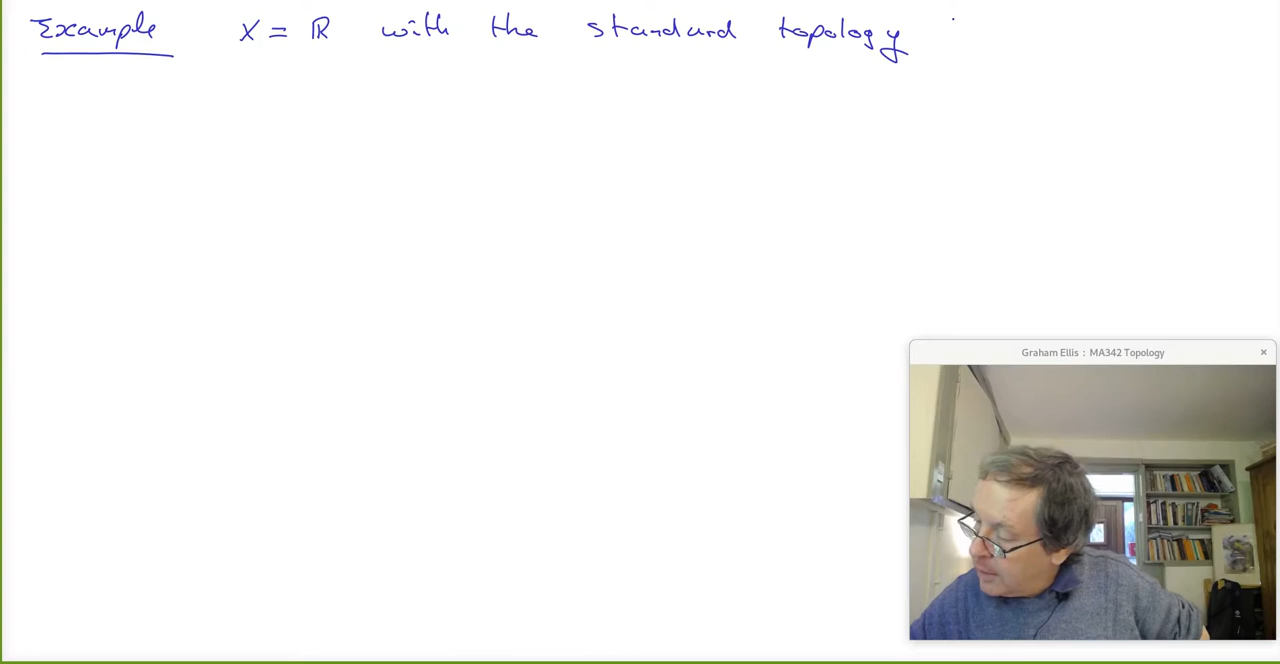 Example X = ℝ with the standard topology
Graham Ellis : MA342 Topology